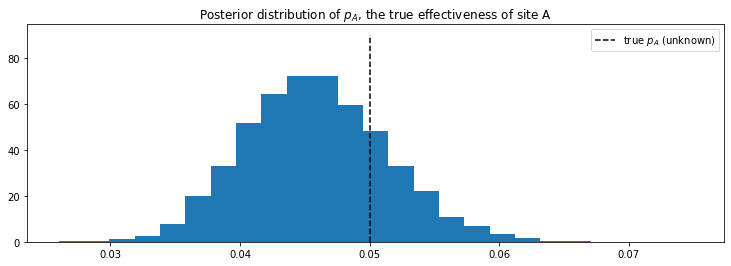 Posterior distribution of $p_A$, the true effectiveness of site A
true $p_A$ (unknown)
80
60
40
20
0
0.03 0.04 0.05 0.06 0.07